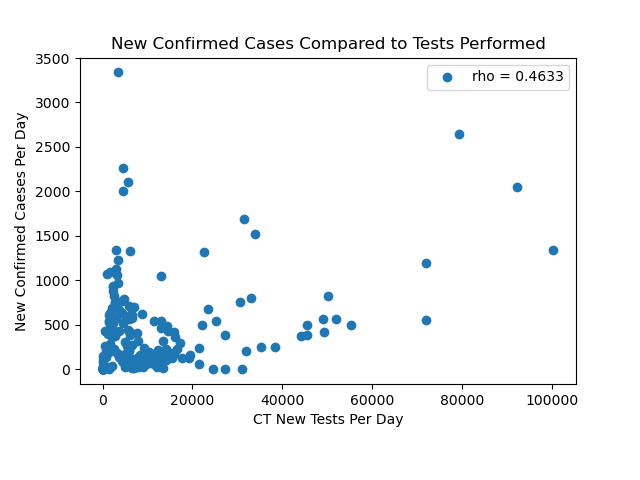 New Confirmed Cases Compared to Tests Performed
rho = 0.4633
New Confirmed Caeses Per Day
3500
3000
2500
2000
1500
1000
500
0
0 20000 40000 60000 80000 100000
CT New Tests Per Day